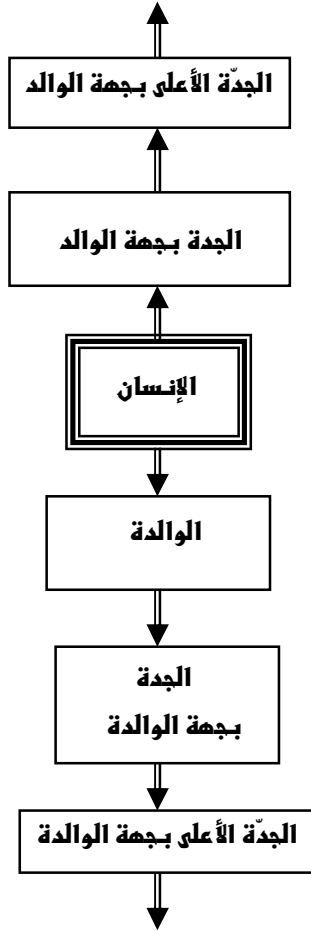 الجدّة الأعلى بجهة الوالد
الجدة بجهة الوالد
الإنسان
الوالدة
الجدة
بجهة الوالدة
الجدّة الأعلى بجهة الوالدة